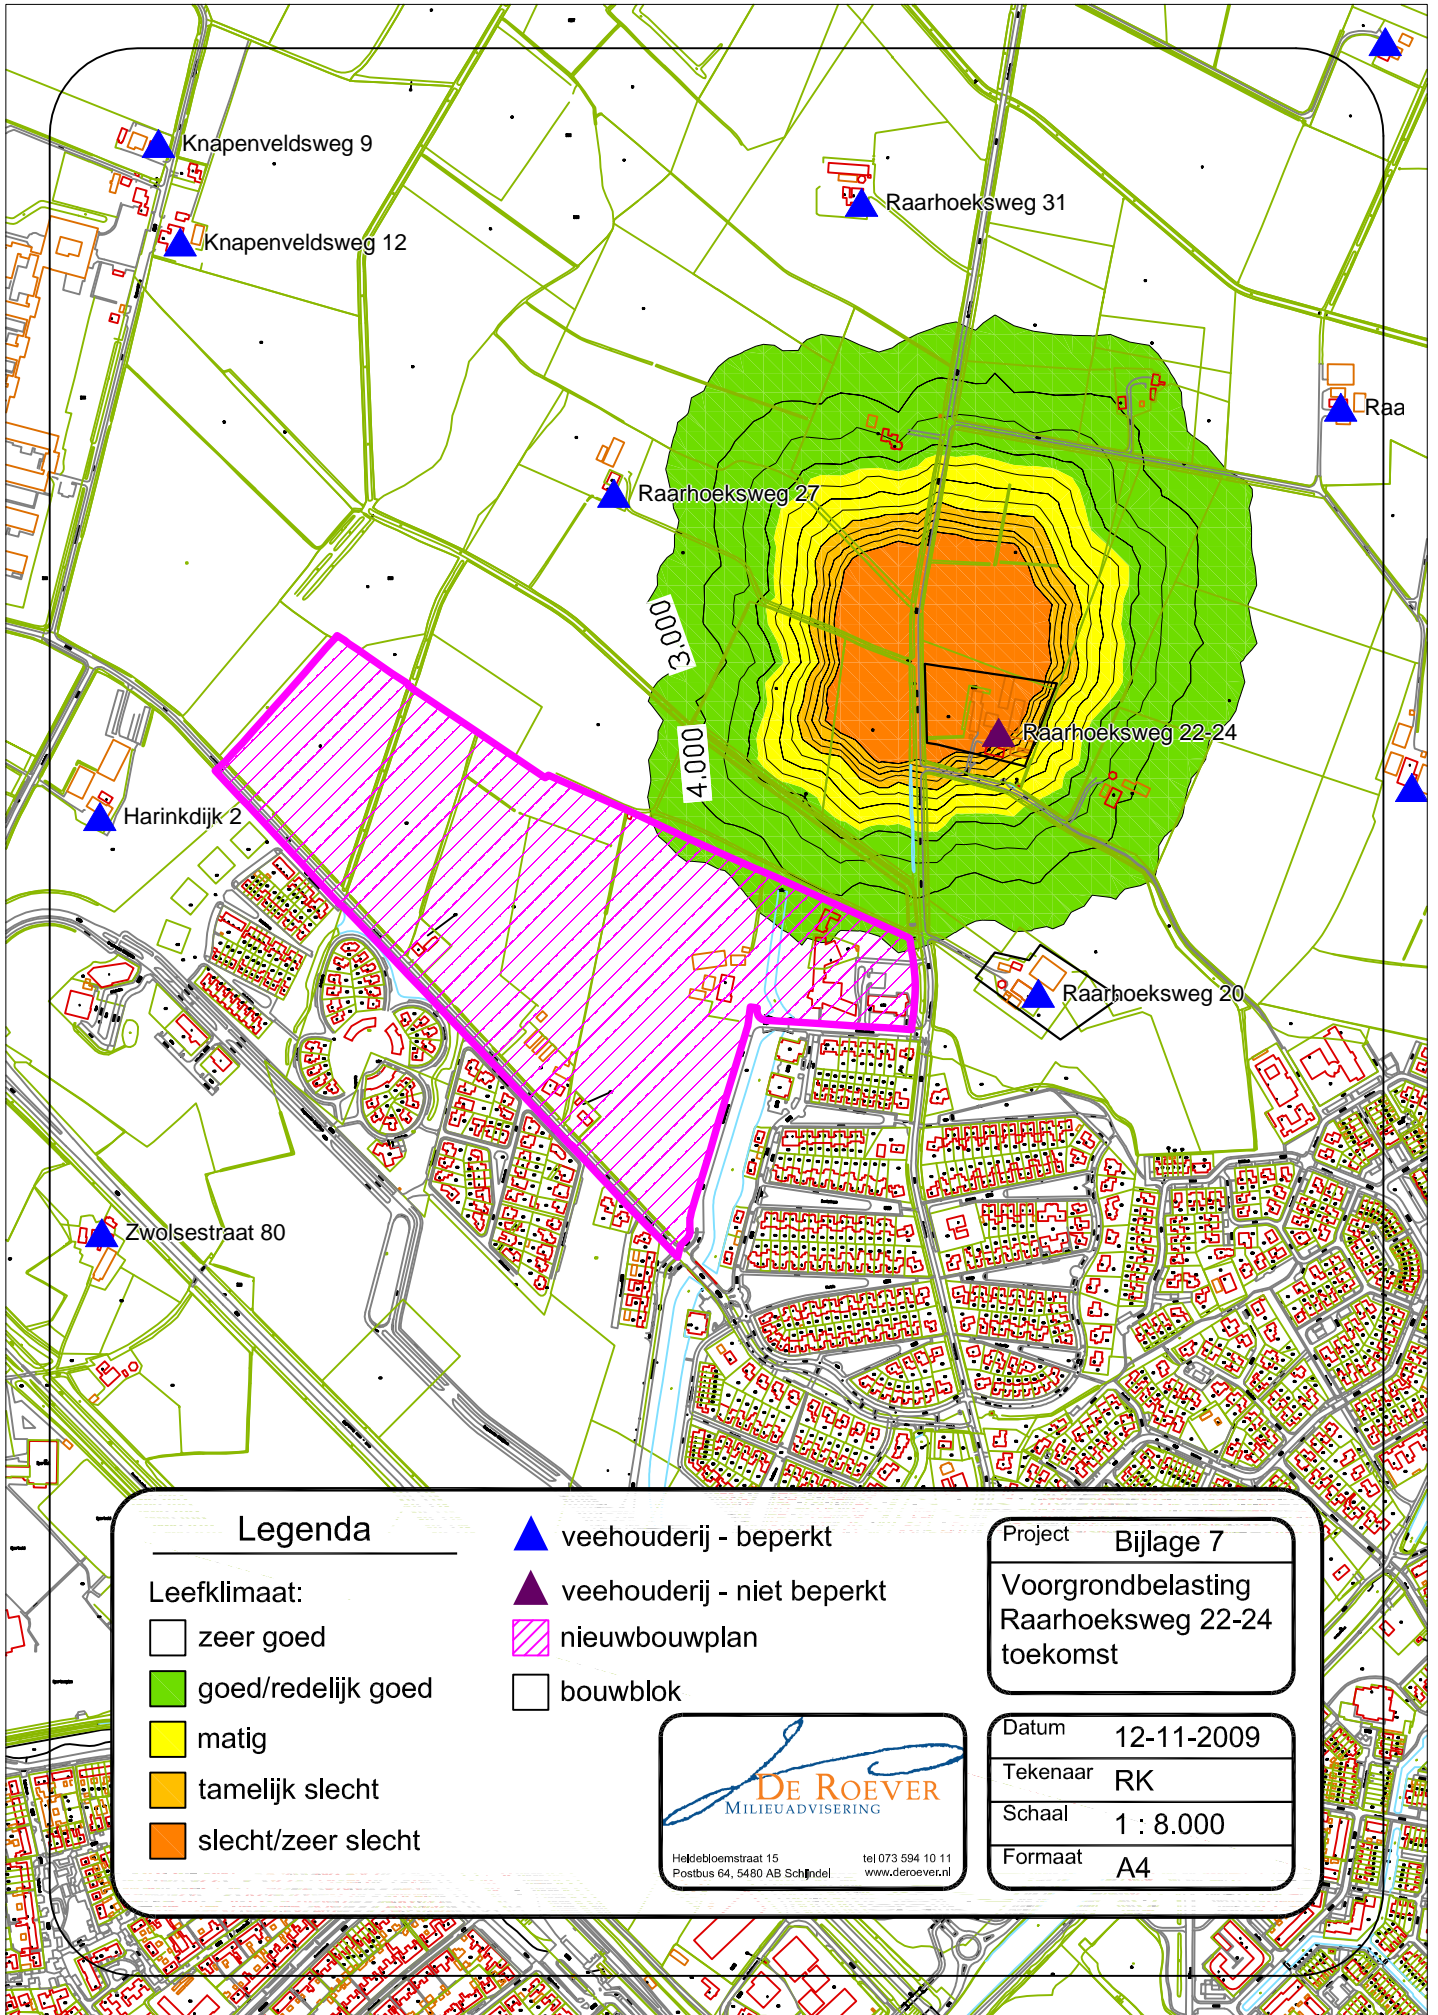 Knapenveldsweg 9
Raarhoeksweg 31
Knapenveldsweg 12
Raa
Raarhoeksweg 27
3.000
4.000
Raarhoeksweg 22-24
Harinkdijk 2
Raarhoeksweg 20
Zwolsestraat 80
Legenda
Leefklimaat:
zeer goed
goed/redelijk goed
matig
tamelijk slecht
slecht/zeer slecht
veehouderij - beperkt
veehouderij - niet beperkt
nieuwbouwplan
bouwblok
DE ROEVER
MILIEUADVISERING
Heldebloemstraat 15 tel 073 594 10 11
Postbus 64, 5480 AB Schijndel www.deroever.nl
Project Bijlage 7
Voorgrondbelasting
Raarhoeksweg 22-24
toekomst
Datum 12-11-2009
Tekenaar RK
Schaal 1 : 8.000
Formaat A4